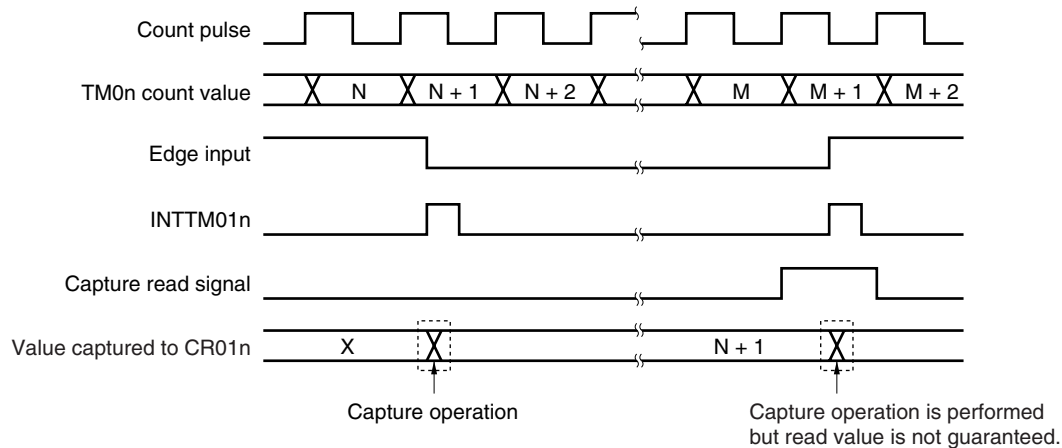 Count pulse
TM0n count value
N
N + 1
N + 2
M
M + 1
M + 2
Edge input
INTTM01n
Capture read signal
Value captured to CR01n
X
N + 1
Capture operation
Capture operation is performed
but read value is not guaranteed.